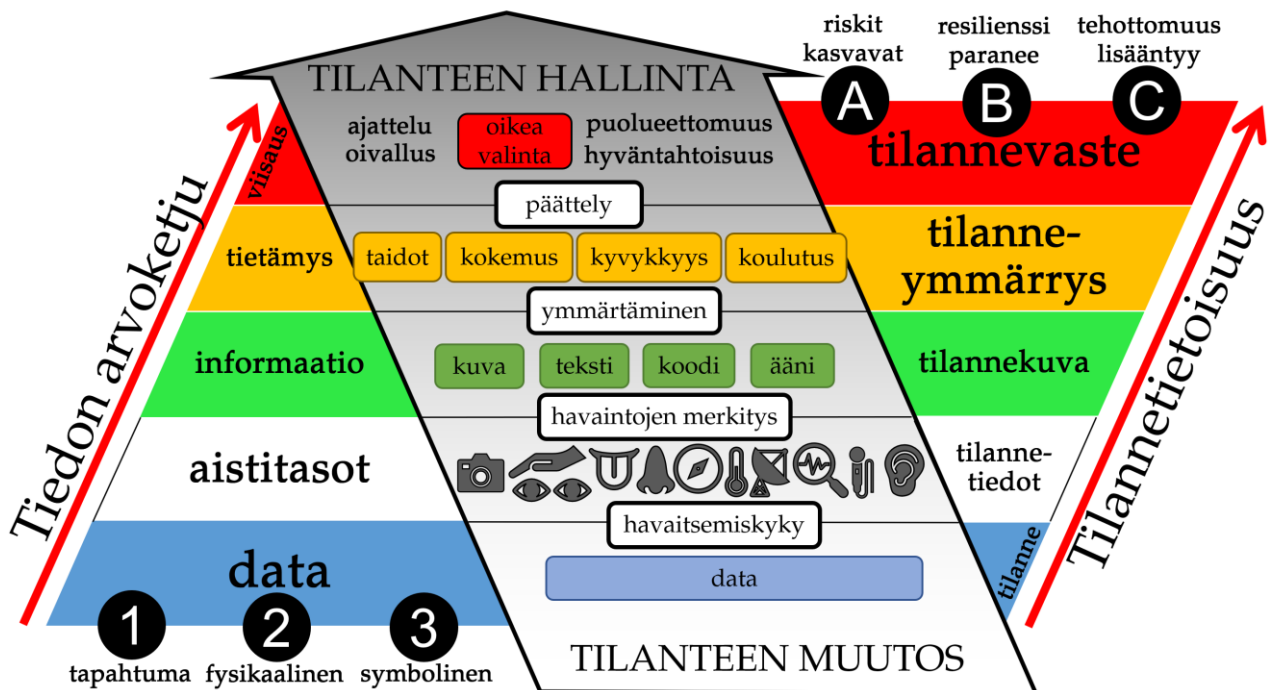 riskit
kasvavat
resilienssi
paranee
tehottomuus
lisääntyy
A
B
C
TILANTEEN HALLINTA
ajattelu
oivallus
oikea
valinta
puolueettomuus
hyväntahtoisuus
viisaus
tilannevaste
päättely
Tiedon arvoketju
tietämys
taidot
kokemus
kyvykkyys
koulutus
tilanne-
ymmärrys
Tilannetietoisuus
ymmärtäminen
informaatio
kuva
teksti
koodi
ääni
tilannekuva
havaintojen merkitys
aistitasot
tilanne-
tiedot
havaitsemiskyky
data
data
tilanne
1
2
3
tapahtuma
fysikaalinen
symbolinen
TILANTEEN MUUTOS